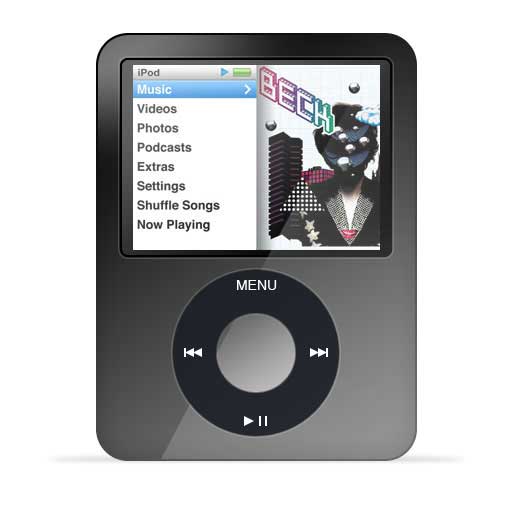 iPod
Music
Videos
Photos
Podcasts
Extras
Settings
Shuffle Songs
Now Playing
BECK
MENU